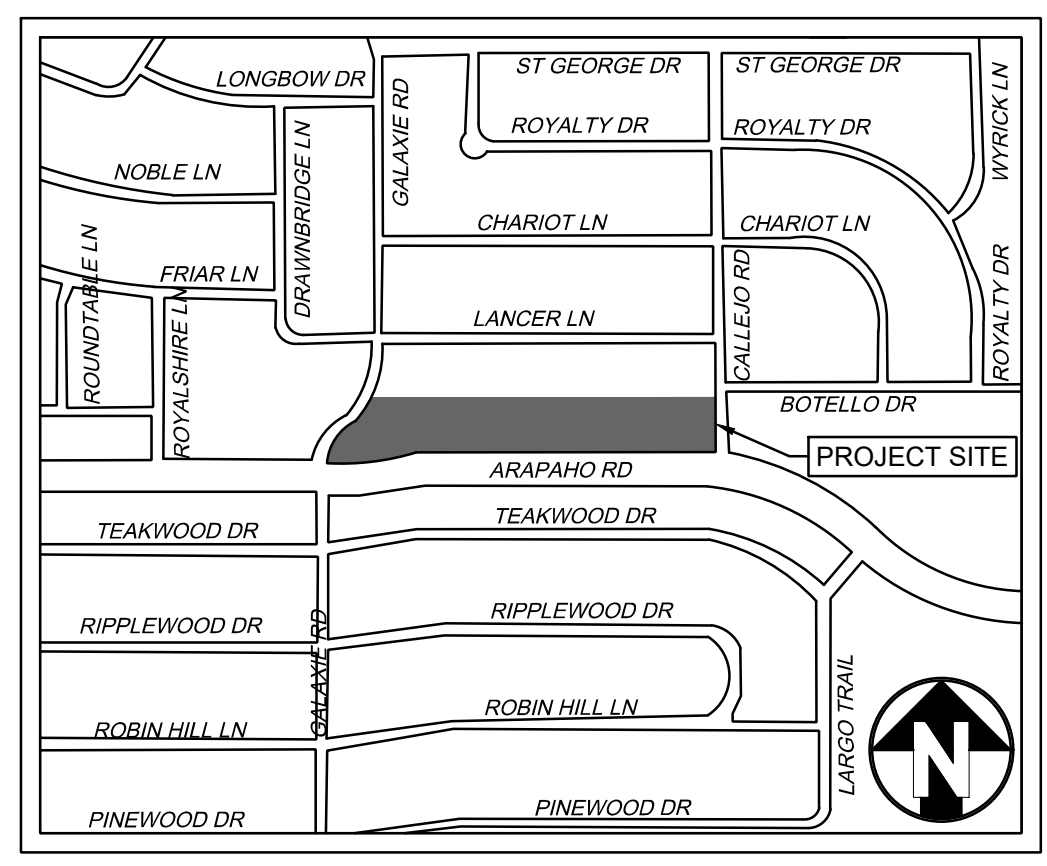 LONGBOW DR
ST GEORGE DR
ST GEORGE DR
WYRICK LN
GALAXIE RD
ROYALTY DR
ROYALTY DR
DRAWNBRIDGE LN
NOBLE LN
CHARIOT LN
CHARIOT LN
ROUNDTABLE LN
FRIAR LN
ROYALSHIRE LN
LANCER LN
CALLEJO RD
ROYALTY DR
BOTELLO DR
PROJECT SITE
ARAPAHO RD
TEAKWOOD DR
TEAKWOOD DR
RIPPLEWOOD DR
RIPPLEWOOD DR
GALAXIE RD
ROBIN HILL LN
ROBIN HILL LN
LARGO TRAIL
N
PINEWOOD DR
PINEWOOD DR